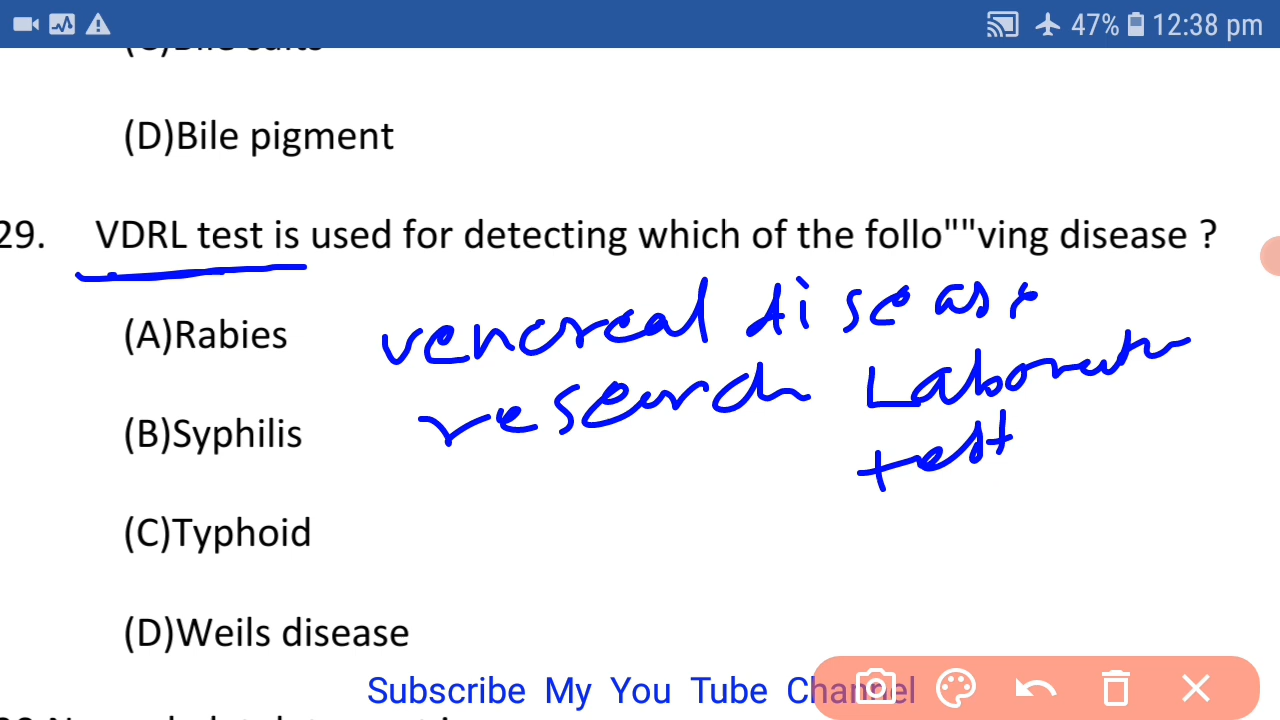 47% 12:38 pm
(D)Bile pigment
29. VDRL test is used for detecting which of the follo""ving disease ?
venereal disease
(A)Rabies
research Laborato
(B)Syphilis
test
(C)Typhoid
(D)Weils disease
Subscribe My You Tube Channel